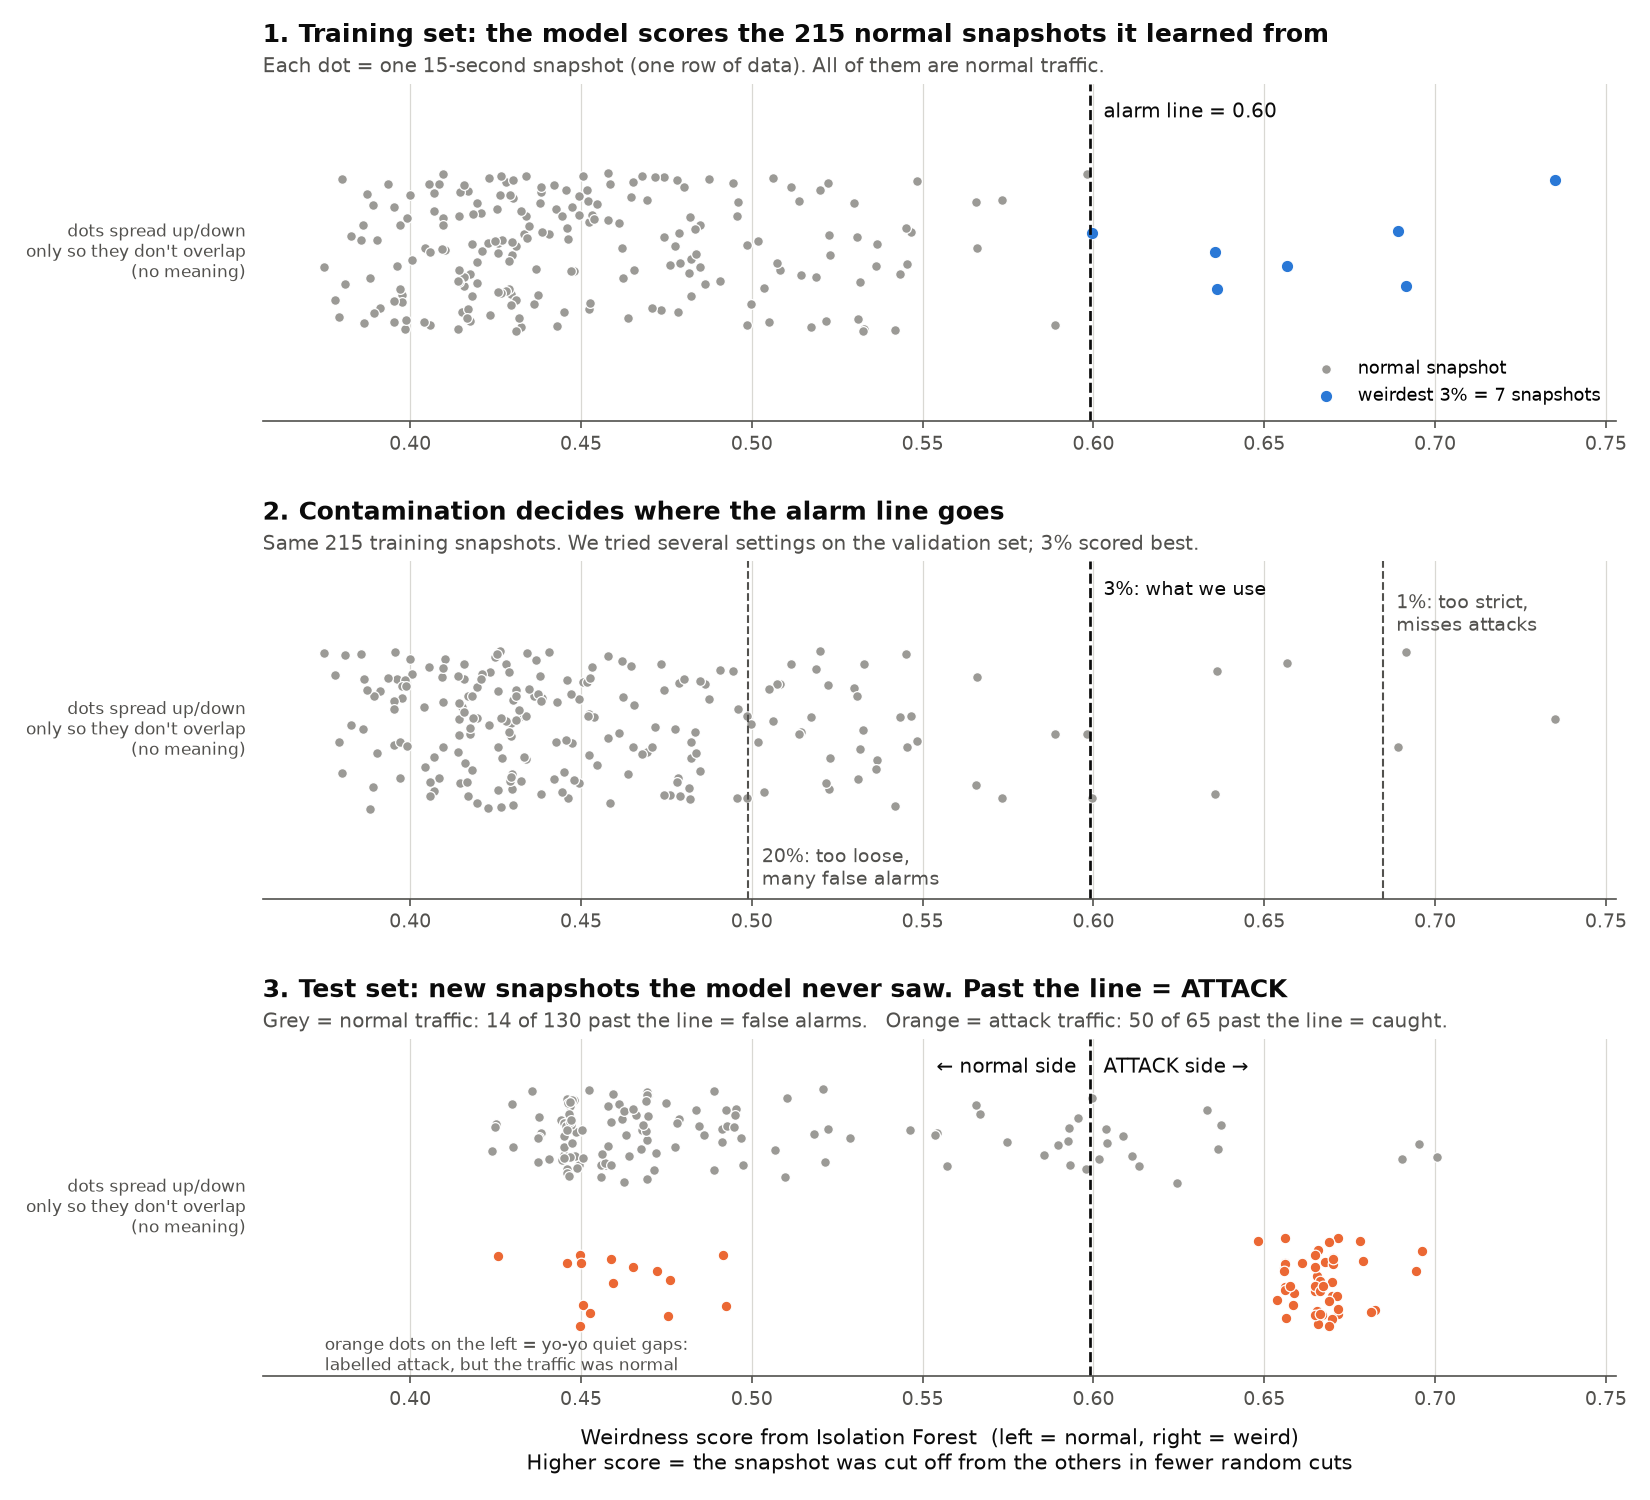 1. Training set: the model scores the 215 normal snapshots it learned from
Each dot = one 15-second snapshot (one row of data). All of them are normal traffic.
alarm line = 0.60
dots spread up/down
only so they don't overlap
(no meaning)
normal snapshot
weirdest 3% = 7 snapshots
0.40 0.45 0.50 0.55 0.60 0.65 0.70 0.75
2. Contamination decides where the alarm line goes
Same 215 training snapshots. We tried several settings on the validation set; 3% scored best.
3%: what we use
1%: too strict,
misses attacks
dots spread up/down
only so they don't overlap
(no meaning)
20%: too loose,
many false alarms
0.40 0.45 0.50 0.55 0.60 0.65 0.70 0.75
3. Test set: new snapshots the model never saw. Past the line = ATTACK
Grey = normal traffic: 14 of 130 past the line = false alarms. Orange = attack traffic: 50 of 65 past the line = caught.
← normal side ATTACK side →
dots spread up/down
only so they don't overlap
(no meaning)
orange dots on the left = yo-yo quiet gaps:
labelled attack, but the traffic was normal
0.40 0.45 0.50 0.55 0.60 0.65 0.70 0.75
Weirdness score from Isolation Forest (left = normal, right = weird)
Higher score = the snapshot was cut off from the others in fewer random cuts